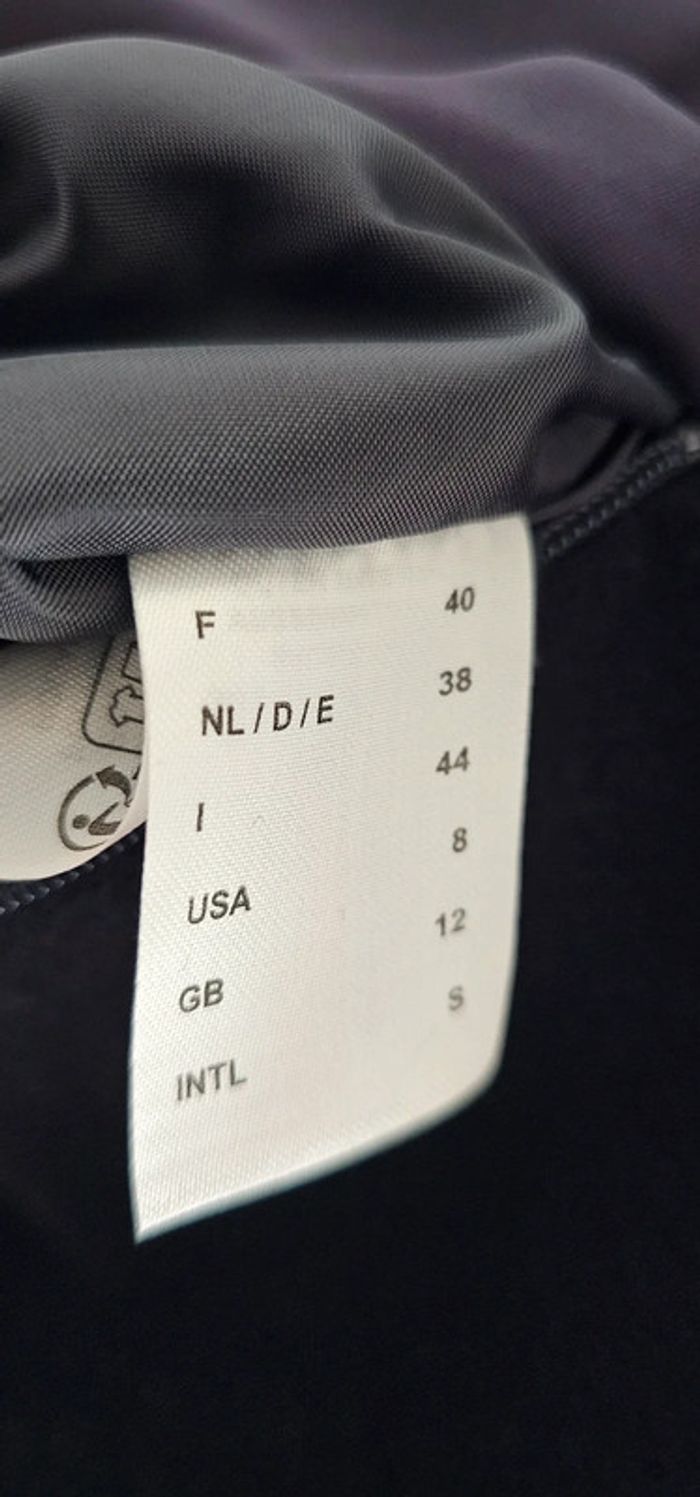 F 40
NL / D / E 38
I 44
USA 8
GB 12
INTL S